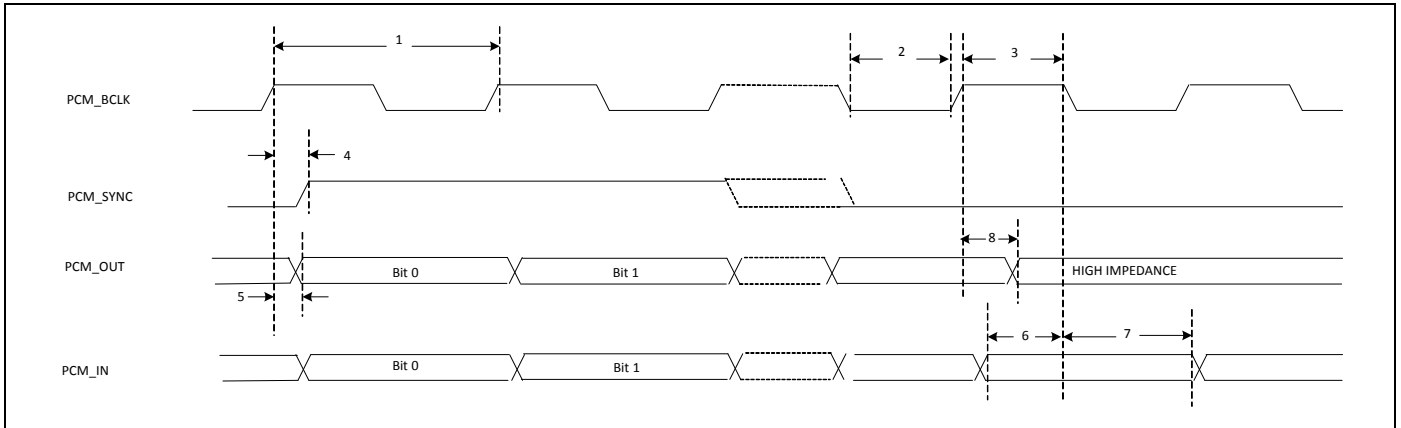 1
2
3
PCM_BCLK
4
PCM_SYNC
8
PCM_OUT
Bit 0
Bit 1
HIGH IMPEDANCE
5
6
7
PCM_IN
Bit 0
Bit 1